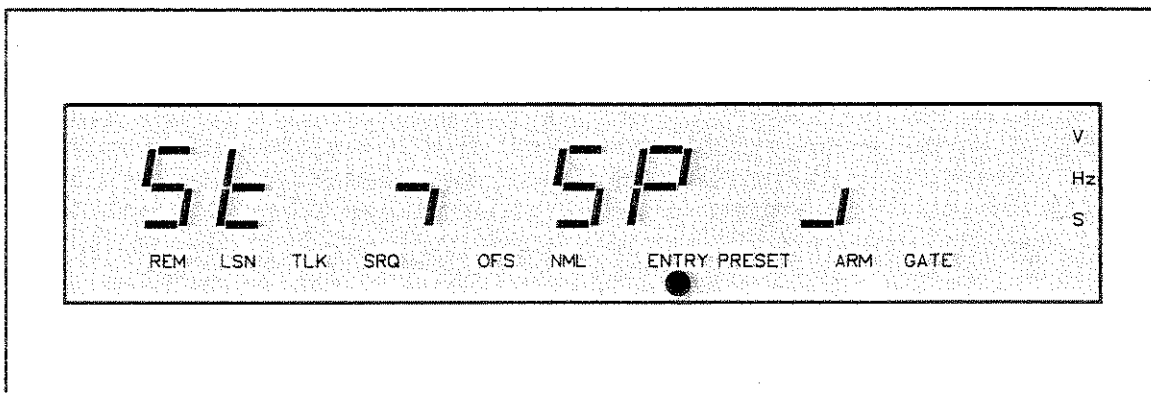 St ¬ SP ⌟
V
Hz
S
REM LSN TLK SRQ OFS NML ENTRY PRESET ARM GATE